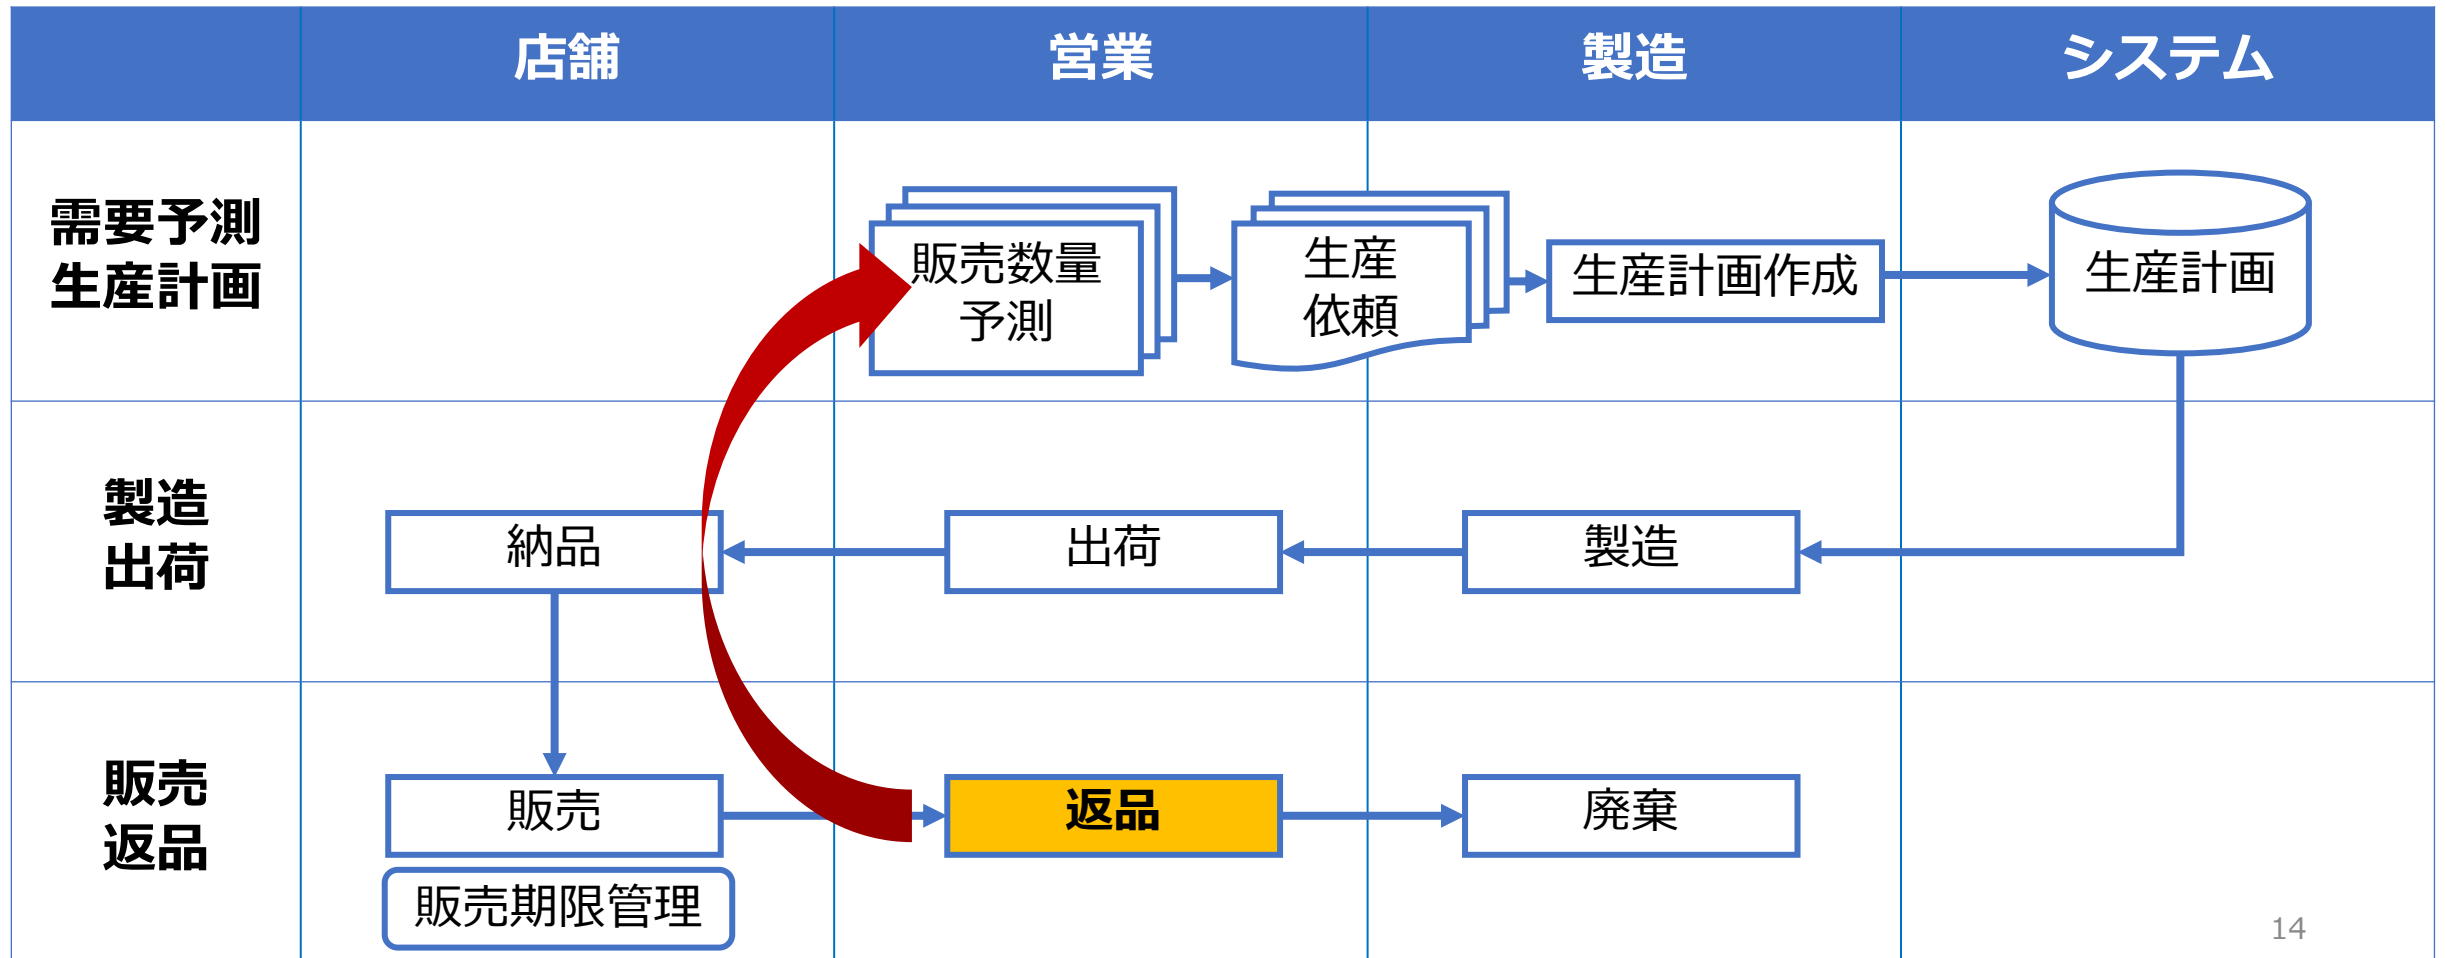 店舗
営業
製造
システム
需要予測
生産計画
販売数量
予測
生産
依頼
生産計画作成
生産計画
製造
出荷
納品
出荷
製造
販売
返品
販売
返品
廃棄
販売期限管理
14